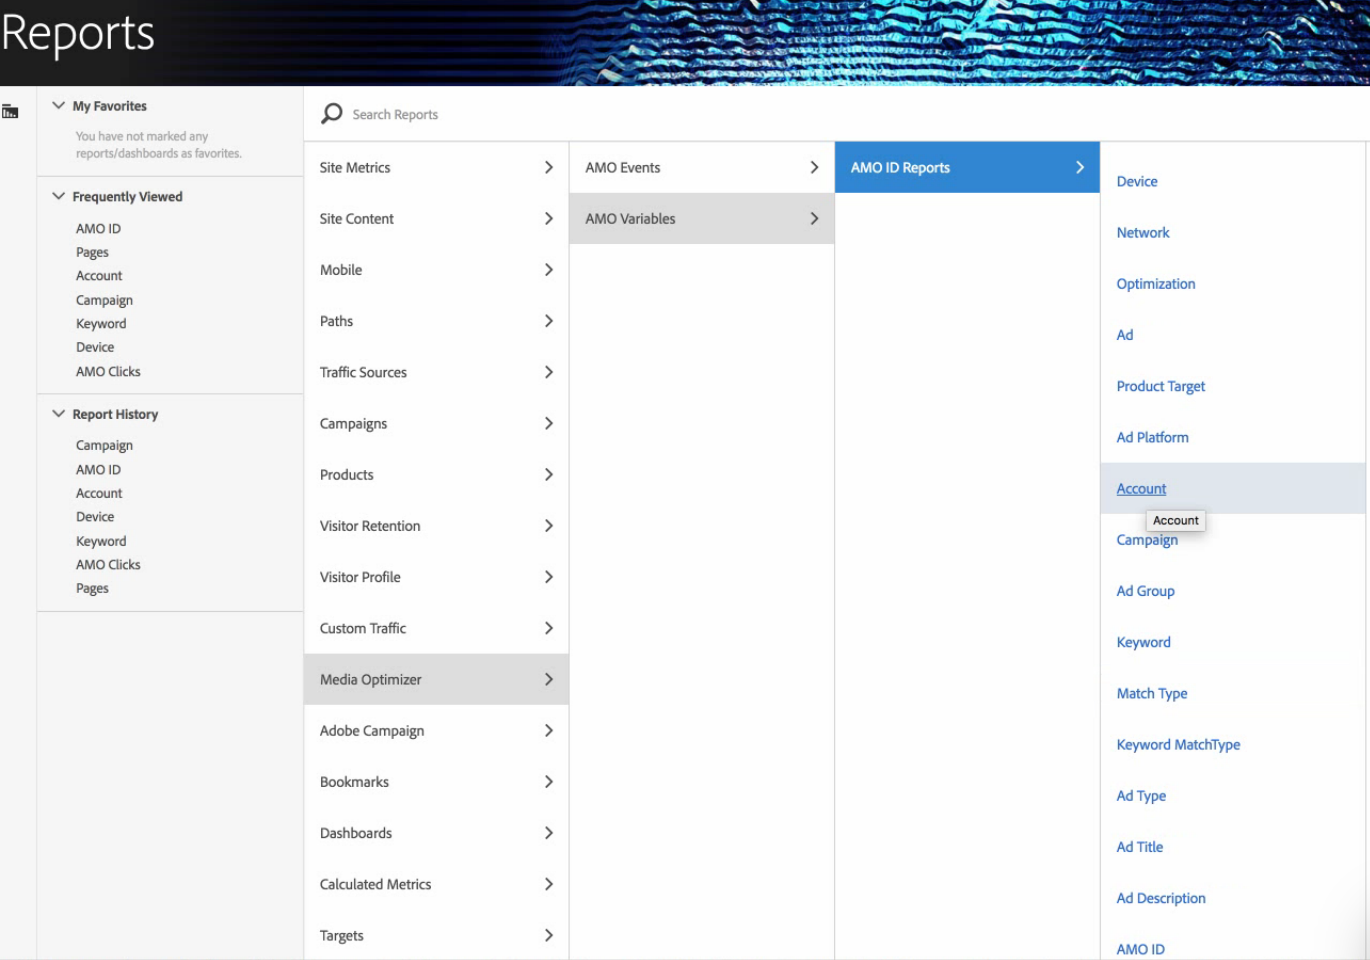 Reports
My Favorites
You have not marked any
reports/dashboards as favorites.
Frequently Viewed
AMO ID
Pages
Account
Campaign
Keyword
Device
AMO Clicks
Report History
Campaign
AMO ID
Account
Device
Keyword
AMO Clicks
Pages
Search Reports
Site Metrics
Site Content
Mobile
Paths
Traffic Sources
Campaigns
Products
Visitor Retention
Visitor Profile
Custom Traffic
Media Optimizer
Adobe Campaign
Bookmarks
Dashboards
Calculated Metrics
Targets
AMO Events
AMO Variables
AMO ID Reports
Device
Network
Optimization
Ad
Product Target
Ad Platform
Account
Account
Campaign
Ad Group
Keyword
Match Type
Keyword MatchType
Ad Type
Ad Title
Ad Description
AMO ID